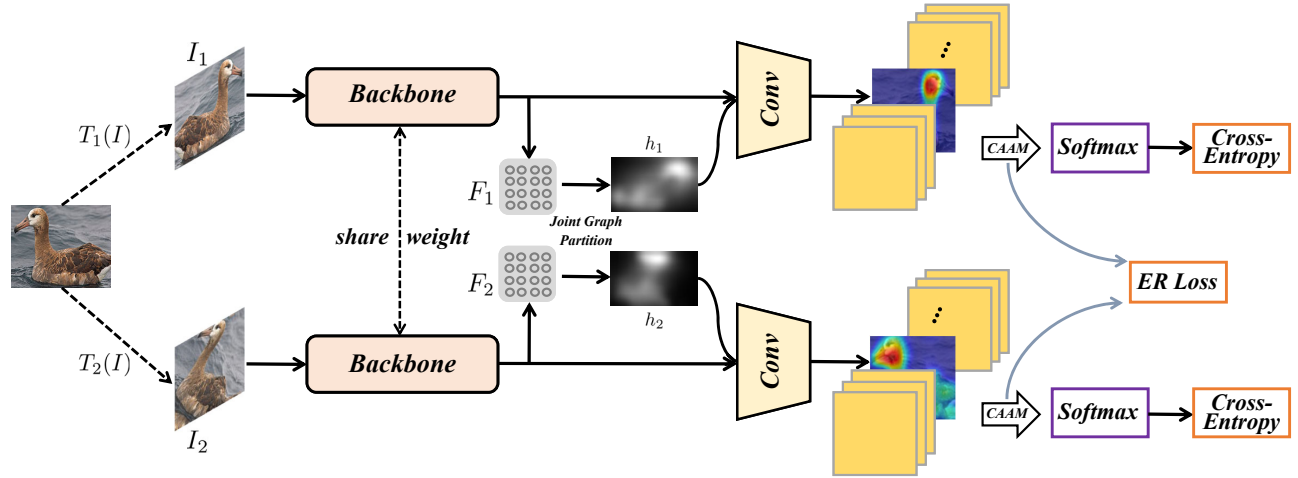 I₁
T₁(I)
Backbone
F₁
h₁
Conv
CAAM
Softmax
Cross-
Entropy
share weight
Joint Graph
Partition
ER Loss
T₂(I)
I₂
Backbone
F₂
h₂
Conv
CAAM
Softmax
Cross-
Entropy